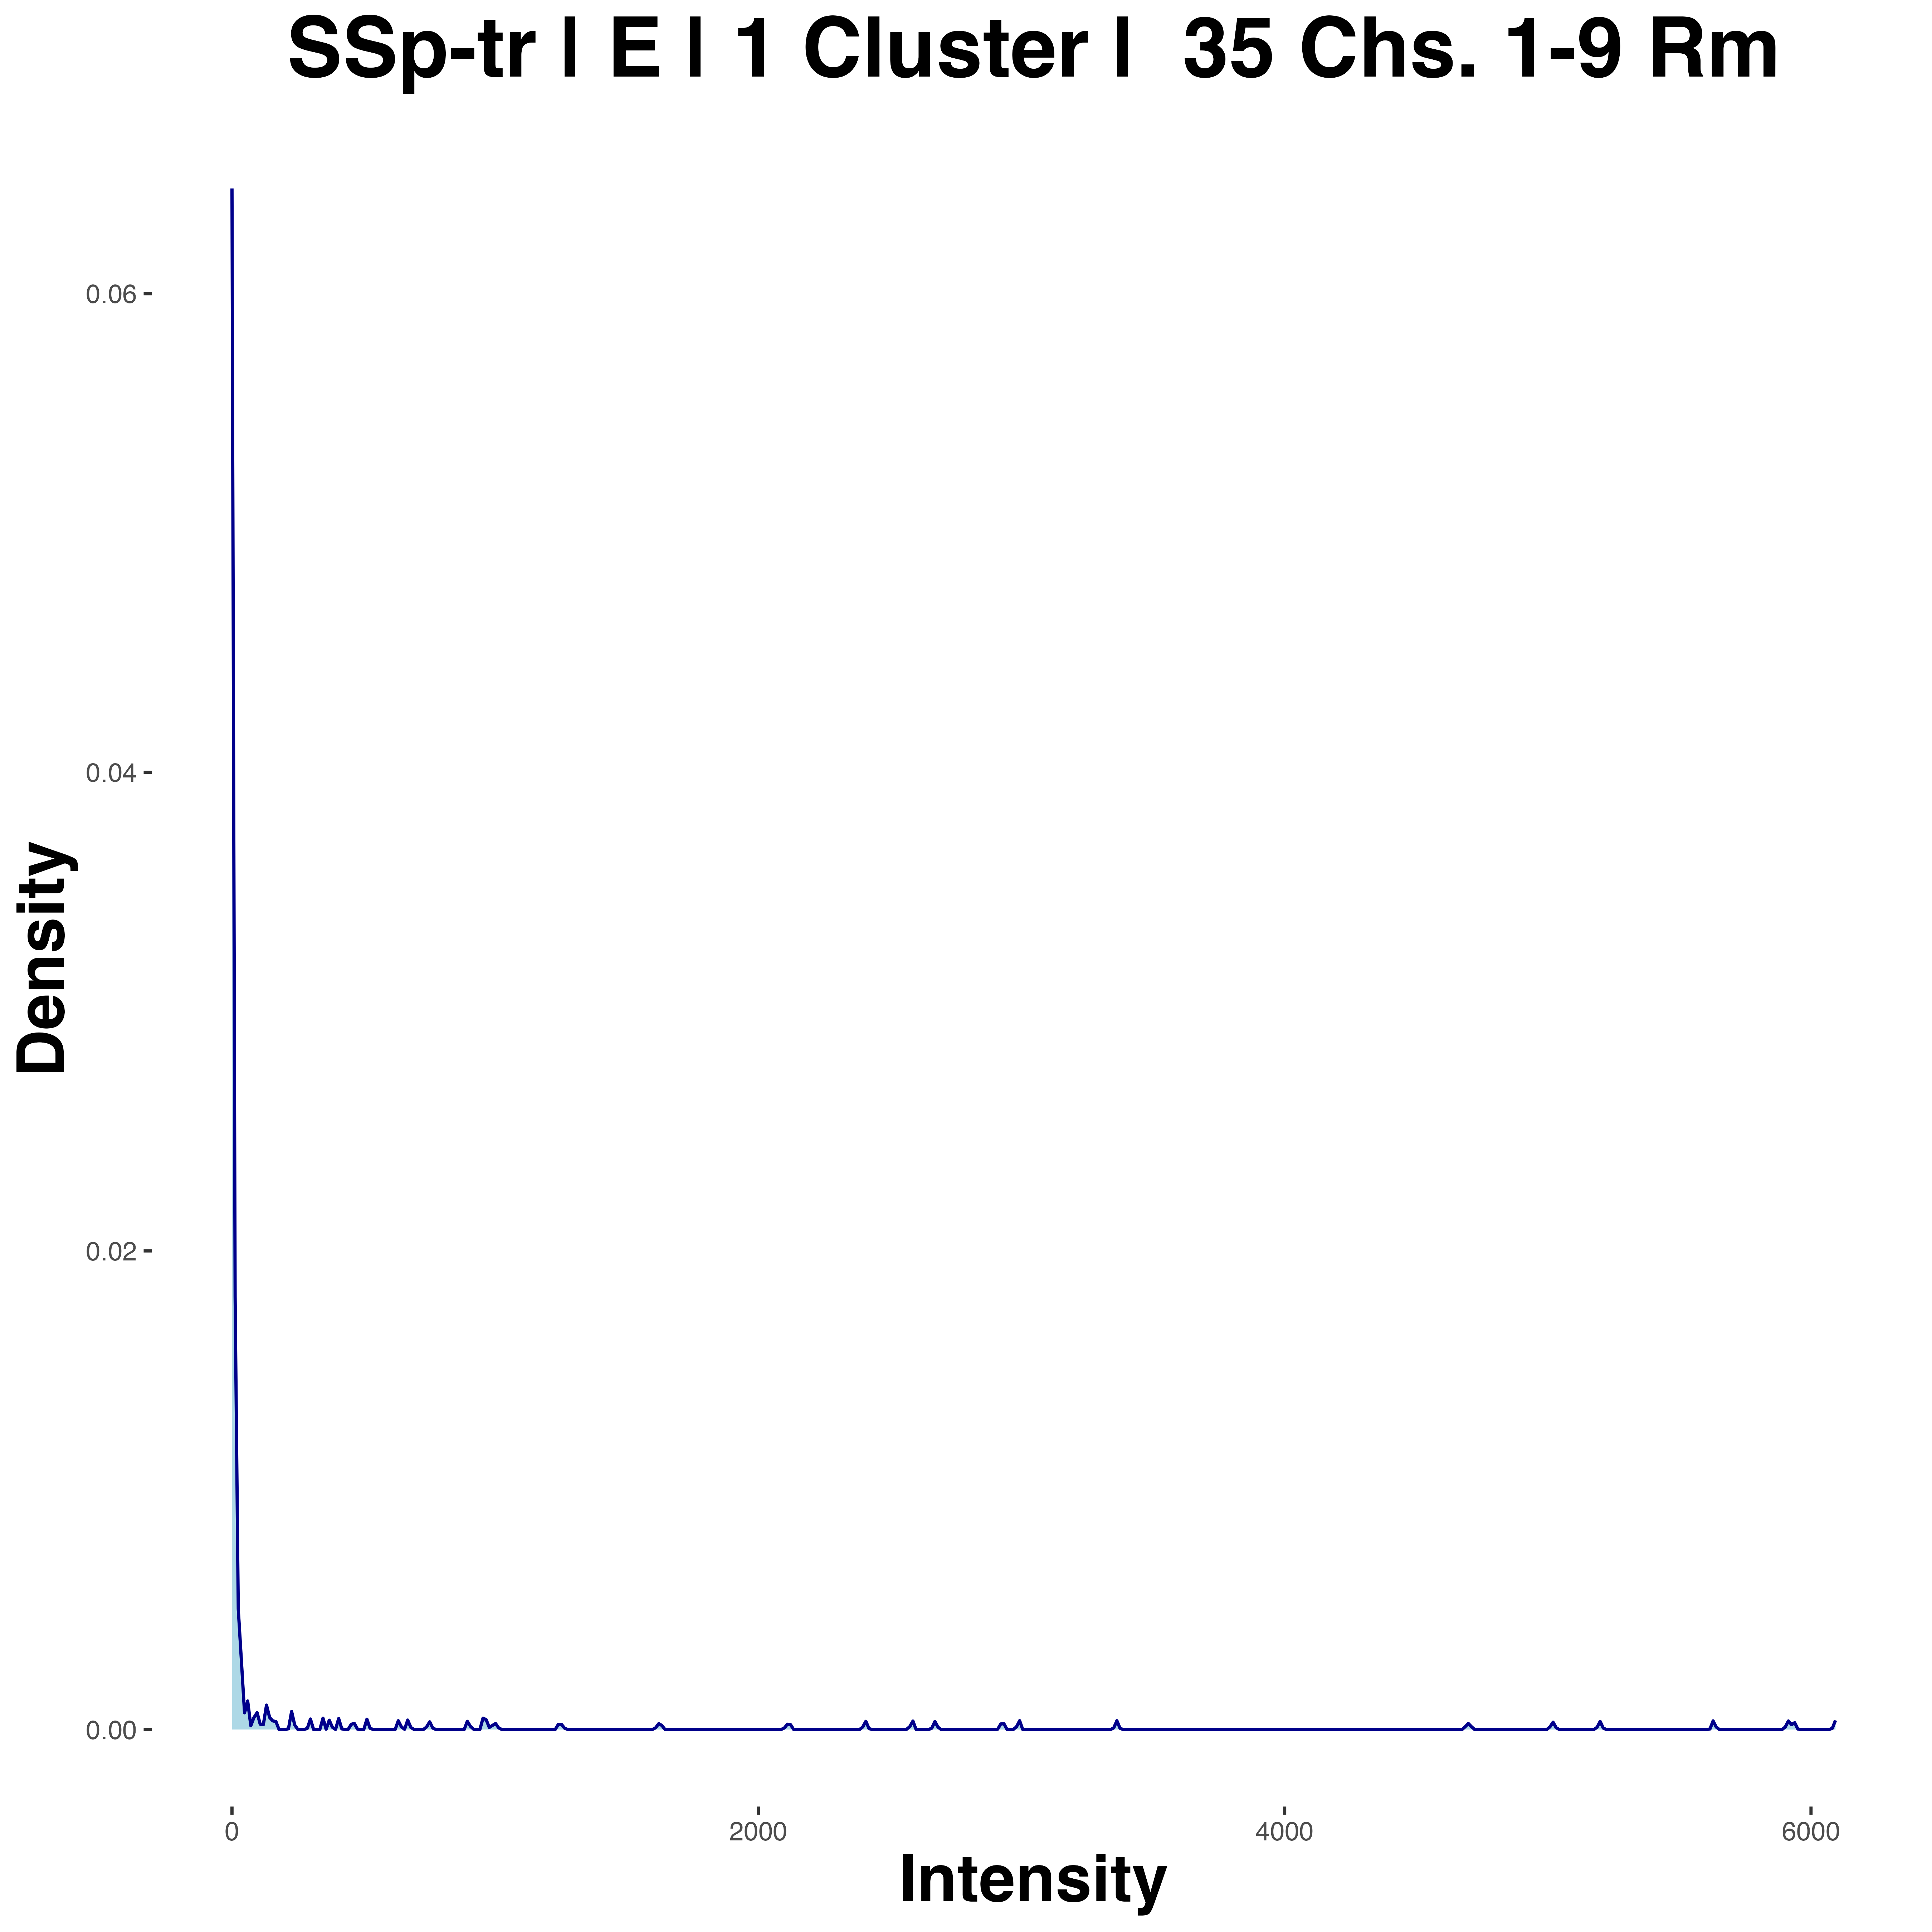 SSp-tr | E | 1 Cluster |  35 Chs. 1-9 Rm
0.06
0.04
0.02
0.00
Density
0 2000 4000 6000
Intensity